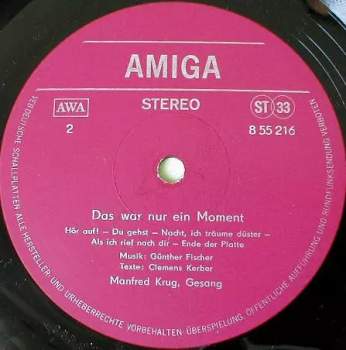 AMIGA
AWA
STEREO
ST 33
2
8 55 216
Das war nur ein Moment
Hör auf! – Du gehst – Nacht, ich träume düster –
Als ich rief nach dir – Ende der Platte
Musik: Günther Fischer
Texte: Clemens Kerber
Manfred Krug, Gesang
VEB DEUTSCHE SCHALLPLATTEN ALLE HERSTELLER- UND URHEBERRECHTE VORBEHALTEN ÜBERSPIELUNG, ÖFFENTLICHE AUFFÜHRUNG UND RUNDFUNKSENDUNG VERBOTEN